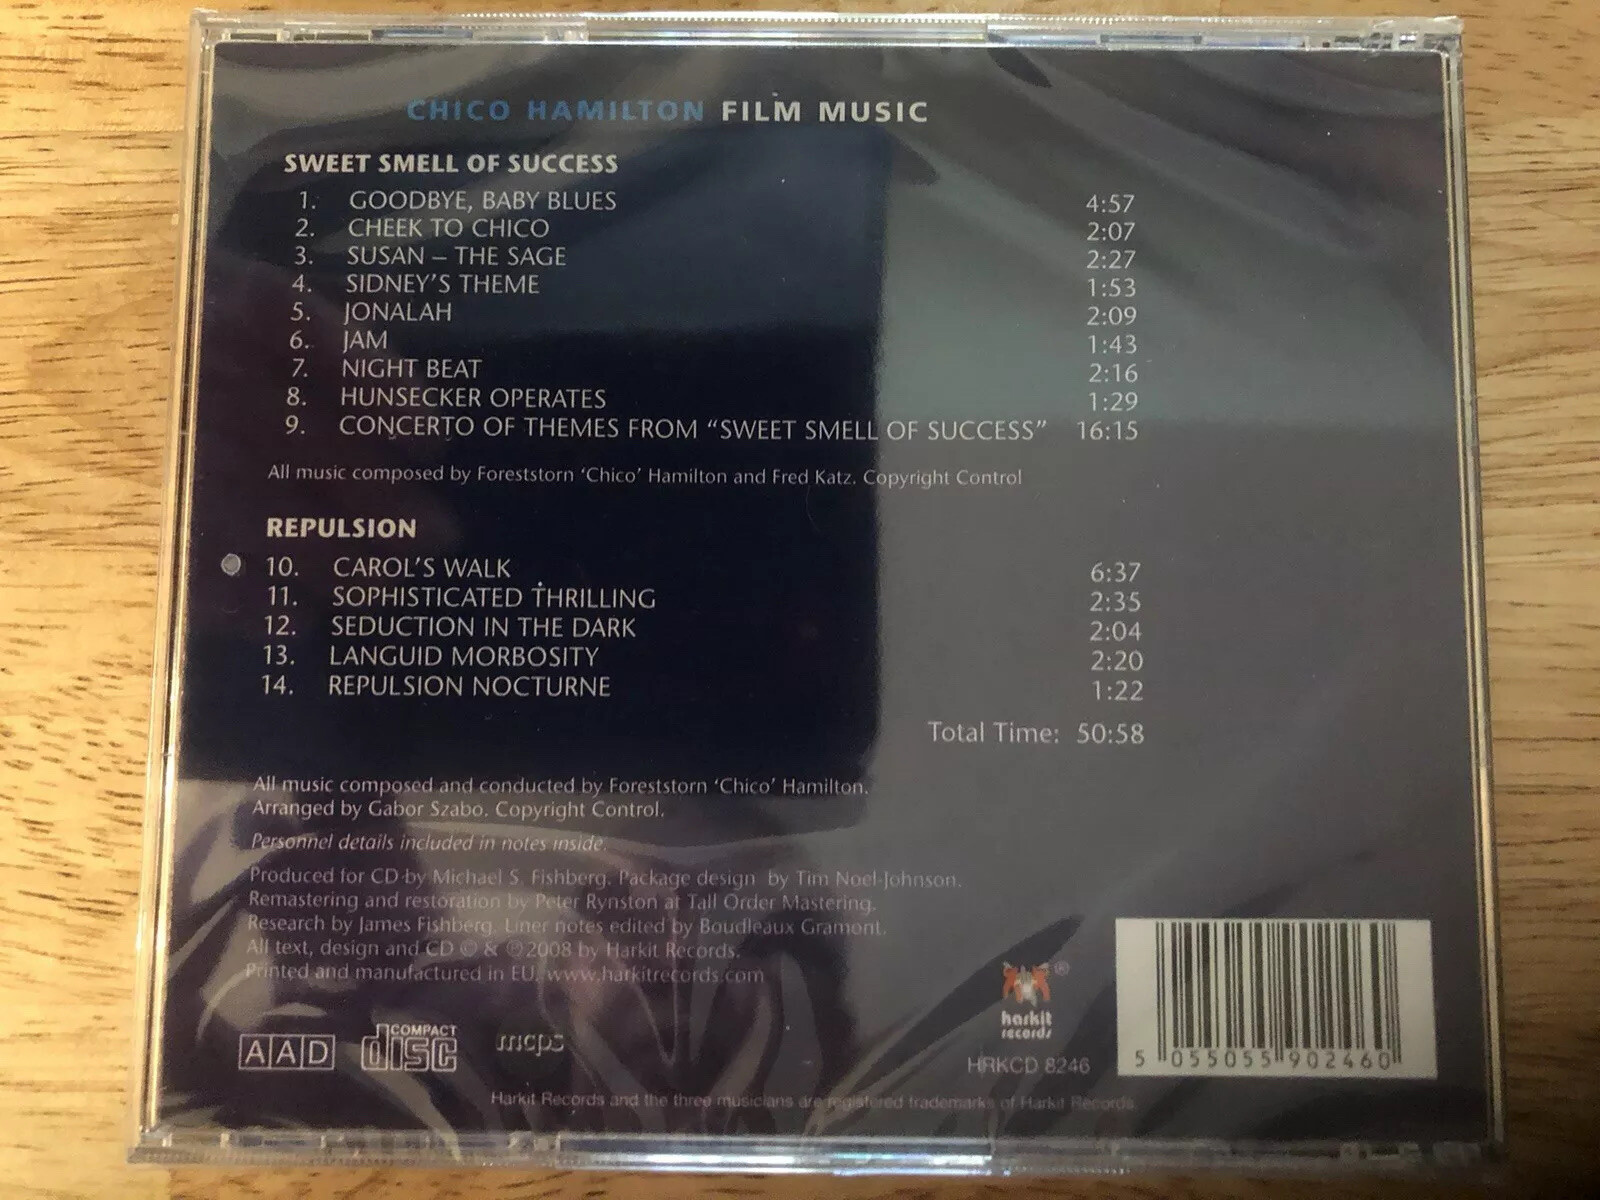 CHICO HAMILTON FILM MUSIC
SWEET SMELL OF SUCCESS
1. GOODBYE, BABY BLUES 4:57
2. CHEEK TO CHICO 2:07
3. SUSAN – THE SAGE 2:27
4. SIDNEY'S THEME 1:53
5. JONALAH 2:09
6. JAM 1:43
7. NIGHT BEAT 2:16
8. HUNSECKER OPERATES 1:29
9. CONCERTO OF THEMES FROM “SWEET SMELL OF SUCCESS” 16:15
All music composed by Foreststorn ‘Chico’ Hamilton and Fred Katz. Copyright Control
REPULSION
10. CAROL'S WALK 6:37
11. SOPHISTICATED THRILLING 2:35
12. SEDUCTION IN THE DARK 2:04
13. LANGUID MORBOSITY 2:20
14. REPULSION NOCTURNE 1:22
Total Time: 50:58
All music composed and conducted by Foreststorn ‘Chico’ Hamilton.
Arranged by Gabor Szabo. Copyright Control.
Personnel details included in notes inside.
Produced for CD by Michael S. Fishberg. Package design by Tim Noel-Johnson.
Remastering and restoration by Peter Rynston at Tall Order Mastering.
Research by James Fishberg. Liner notes edited by Boudleaux Gramont.
All text, design and CD © & ℗ 2008 by Harkit Records.
Printed and manufactured in EU. www.harkitrecords.com
AAD
COMPACT disc
mcps
harkit records ®
HRKCD 8246
5 055055 902460
Harkit Records and the three musicians are registered trademarks of Harkit Records.